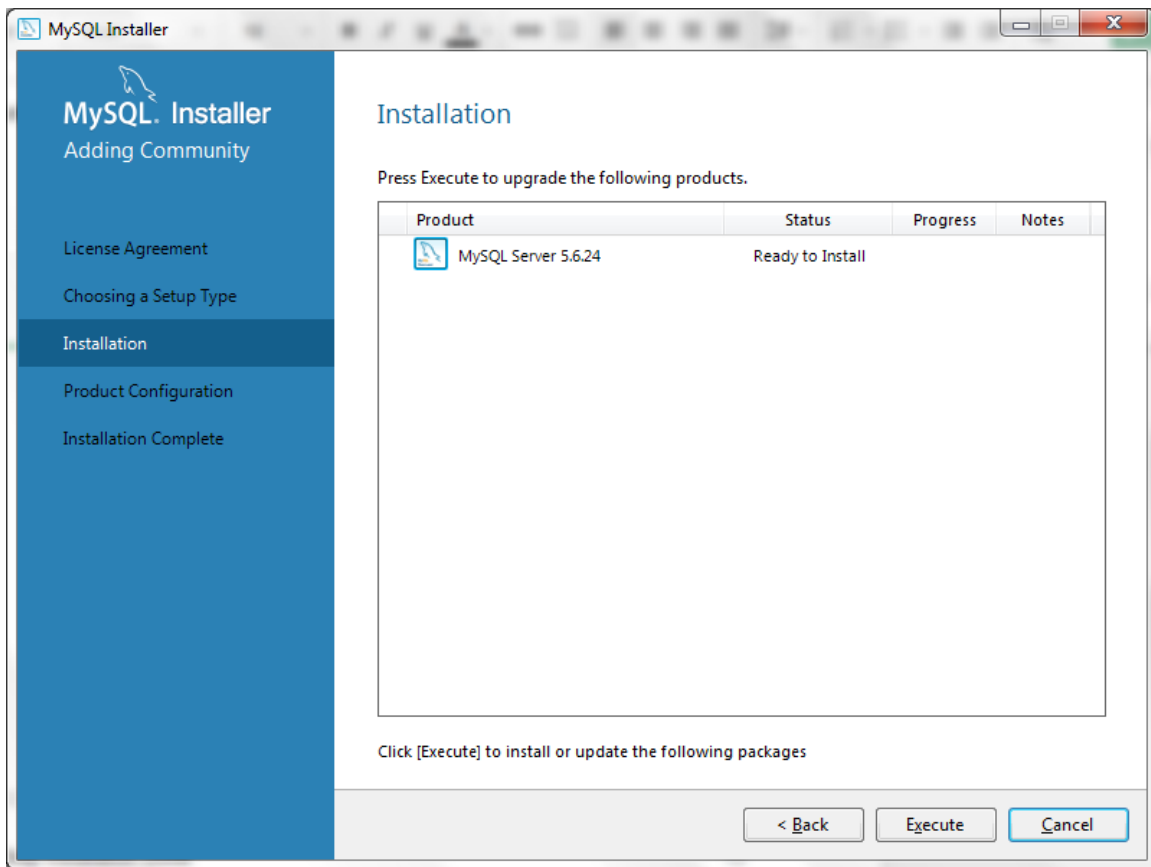 MySQL Installer
MySQL. Installer
Adding Community
License Agreement
Choosing a Setup Type
Installation
Product Configuration
Installation Complete
Installation
Press Execute to upgrade the following products.
Product Status Progress Notes
MySQL Server 5.6.24 Ready to Install
Click [Execute] to install or update the following packages
< Back Execute Cancel